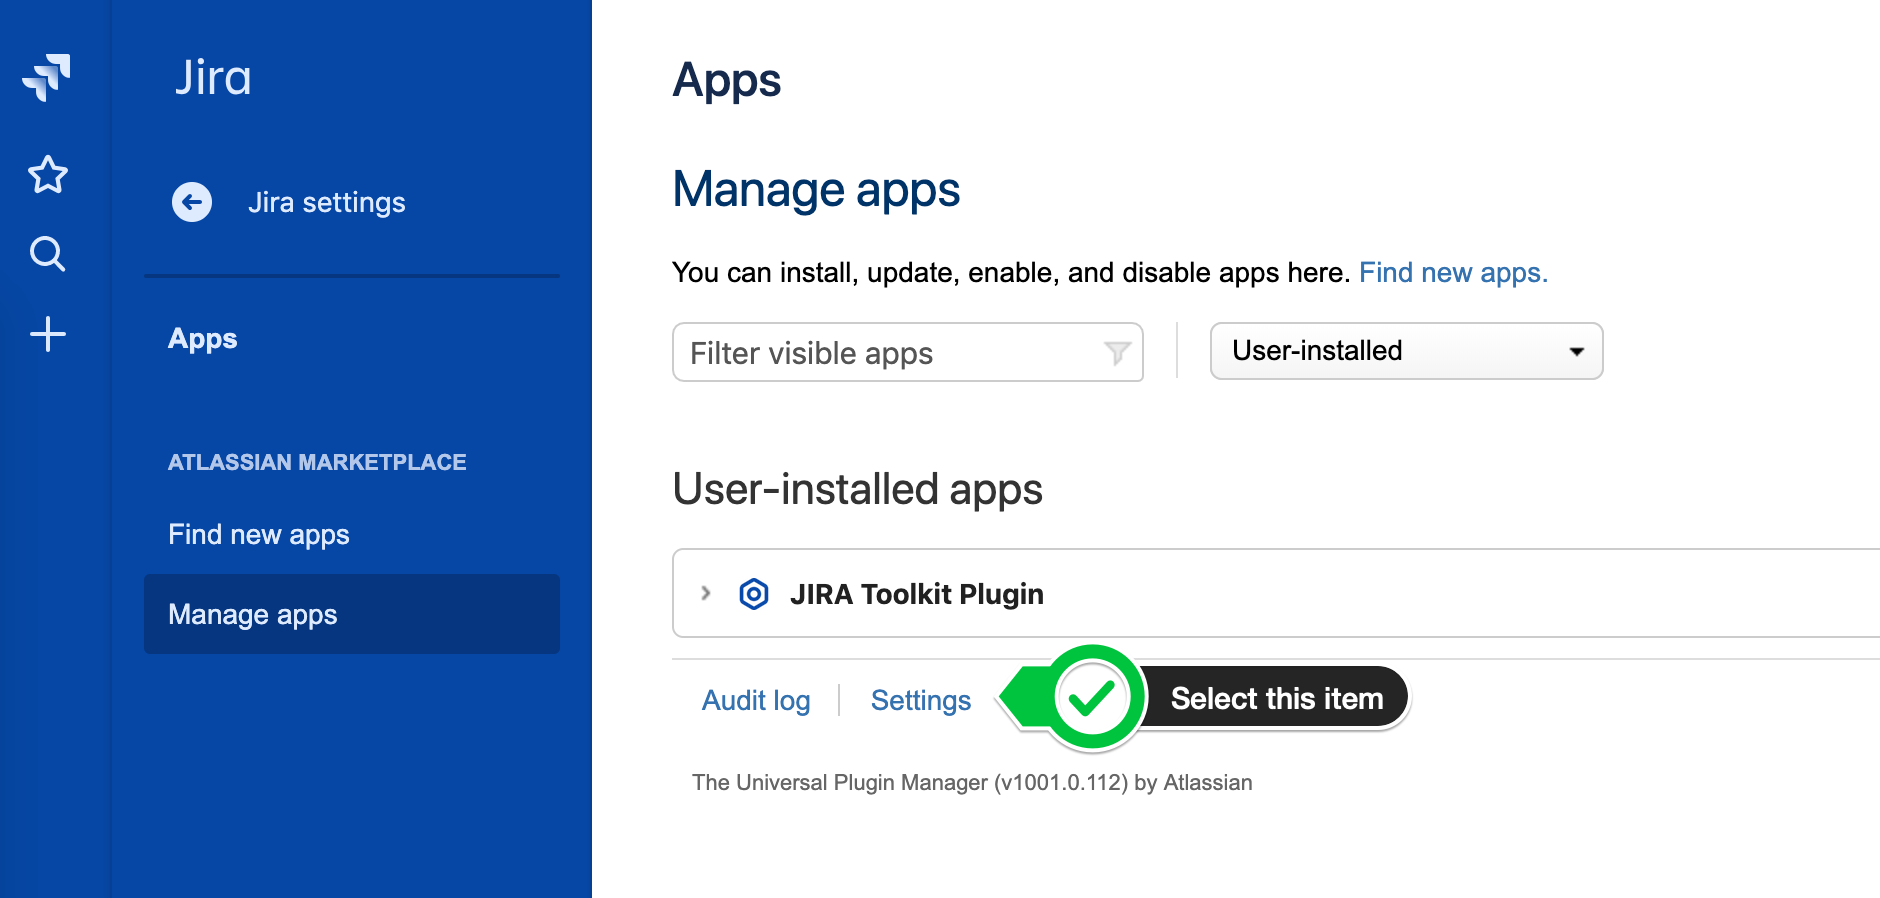 Jira
Jira settings
Apps
ATLASSIAN MARKETPLACE
Find new apps
Manage apps
Apps
Manage apps
You can install, update, enable, and disable apps here. Find new apps.
Filter visible apps
User-installed
User-installed apps
JIRA Toolkit Plugin
Audit log
Settings
Select this item
The Universal Plugin Manager (v1001.0.112) by Atlassian